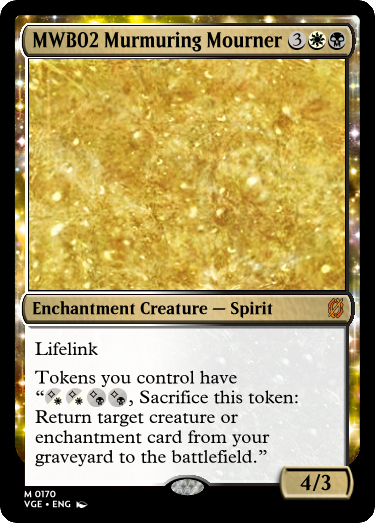 MWB02 Murmuring Mourner 3
Enchantment Creature — Spirit
Lifelink
Tokens you control have
“, Sacrifice this token:
Return target creature or
enchantment card from your
graveyard to the battlefield.”
4/3
M 0170
VGE • ENG